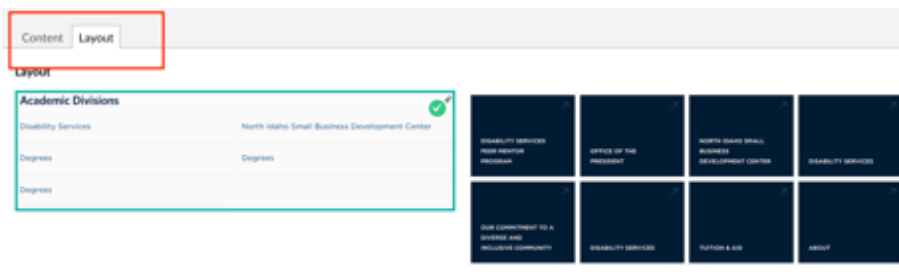 Content Layout
Layout
Academic Divisions
Disability Services North Idaho Small Business Development Center
Degrees Degrees
Degrees
DISABILITY SERVICES
PEER MENTOR
PROGRAM
OFFICE OF THE
PRESIDENT
NORTH IDAHO SMALL
BUSINESS
DEVELOPMENT CENTER
DISABILITY SERVICES
OUR COMMITMENT TO A
DIVERSE AND
INCLUSIVE COMMUNITY
DISABILITY SERVICES
TUITION & AID
ABOUT